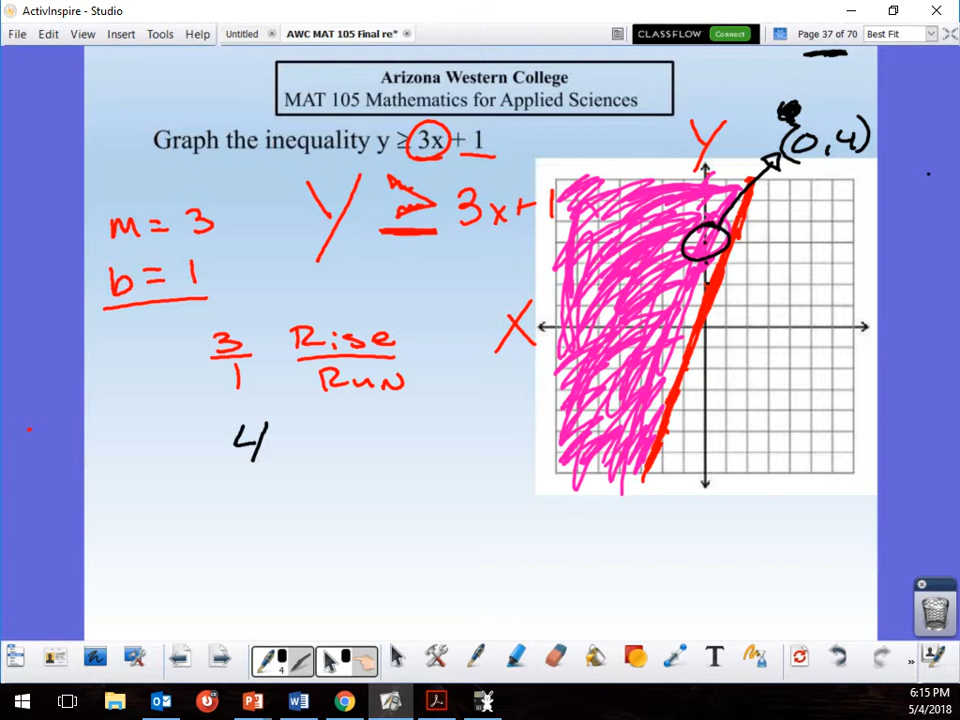 ActivInspire - Studio
File Edit View Insert Tools Help
Untitled
AWC MAT 105 Final re*
CLASSFLOW Connect
Page 37 of 70
Best Fit
Arizona Western College
MAT 105 Mathematics for Applied Sciences
Graph the inequality y ≥ 3x + 1
Y ≥ 3x+1
m = 3
b = 1
3 Rise
1 Run
4
Y
X
(0,4)
4
T
»
6:15 PM
5/4/2018